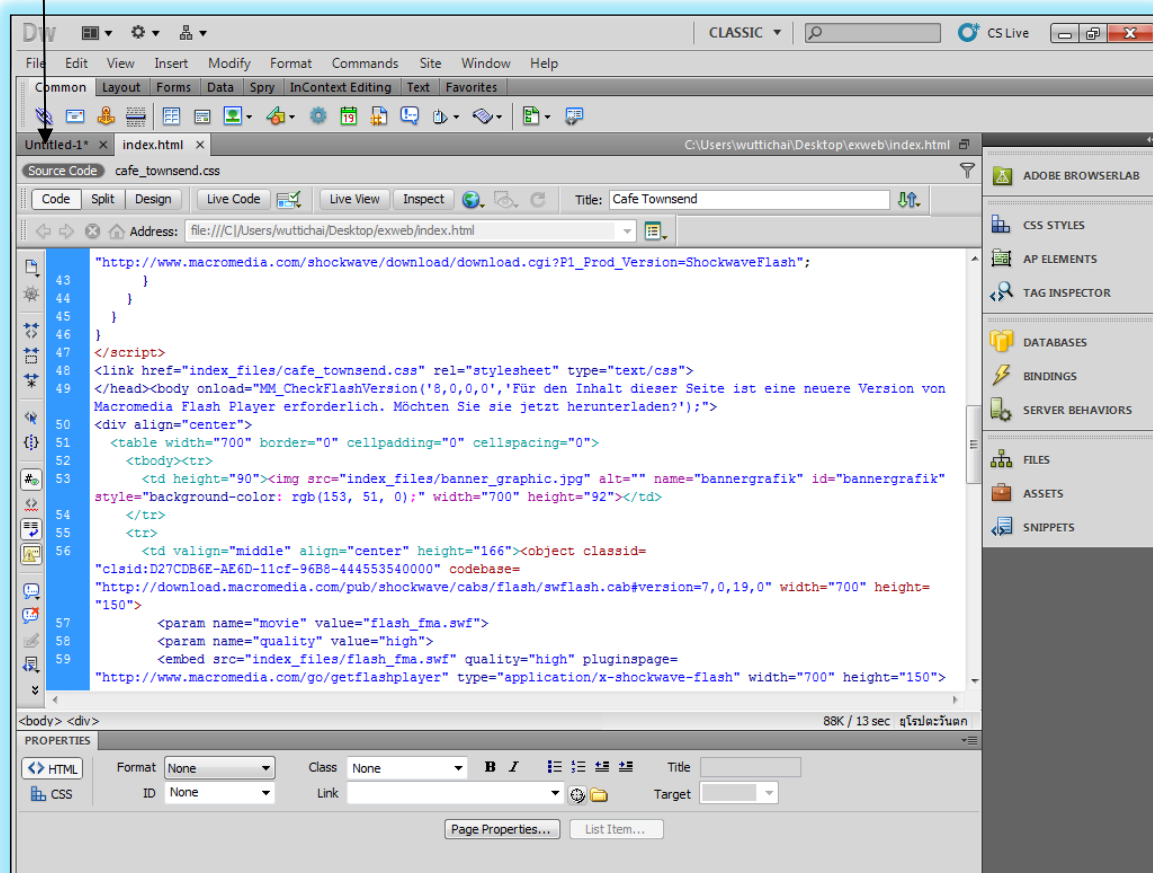 Dw
CLASSIC
CS Live
File Edit View Insert Modify Format Commands Site Window Help
Common Layout Forms Data Spry InContext Editing Text Favorites
19
Untitled-1* × index.html × C:\Users\wuttichai\Desktop\exweb\index.html
Source Code cafe_townsend.css
Code Split Design Live Code Live View Inspect Title: Cafe Townsend
Address: file:///C|/Users/wuttichai/Desktop/exweb/index.html
"http://www.macromedia.com/shockwave/download/download.cgi?P1_Prod_Version=ShockwaveFlash";
43 }
44 }
45 }
46 }
47 </script>
48 <link href="index_files/cafe_townsend.css" rel="stylesheet" type="text/css">
49 </head><body onload="MM_CheckFlashVersion('8,0,0,0','Für den Inhalt dieser Seite ist eine neuere Version von
Macromedia Flash Player erforderlich. Möchten Sie sie jetzt herunterladen?');">
50 <div align="center">
51 <table width="700" border="0" cellpadding="0" cellspacing="0">
52 <tbody><tr>
53 <td height="90"><img src="index_files/banner_graphic.jpg" alt="" name="bannergrafik" id="bannergrafik"
style="background-color: rgb(153, 51, 0);" width="700" height="92"></td>
54 </tr>
55 <tr>
56 <td valign="middle" align="center" height="166"><object classid=
"clsid:D27CDB6E-AE6D-11cf-96B8-444553540000" codebase=
"http://download.macromedia.com/pub/shockwave/cabs/flash/swflash.cab#version=7,0,19,0" width="700" height=
"150">
57 <param name="movie" value="flash_fma.swf">
58 <param name="quality" value="high">
59 <embed src="index_files/flash_fma.swf" quality="high" pluginspage=
"http://www.macromedia.com/go/getflashplayer" type="application/x-shockwave-flash" width="700" height="150">
<body> <div> 88K / 13 sec ยุโรปตะวันตก
PROPERTIES
HTML Format None Class None B I Title
CSS ID None Link Target
Page Properties... List Item...
ADOBE BROWSERLAB
CSS STYLES
AP ELEMENTS
TAG INSPECTOR
DATABASES
BINDINGS
SERVER BEHAVIORS
FILES
ASSETS
SNIPPETS